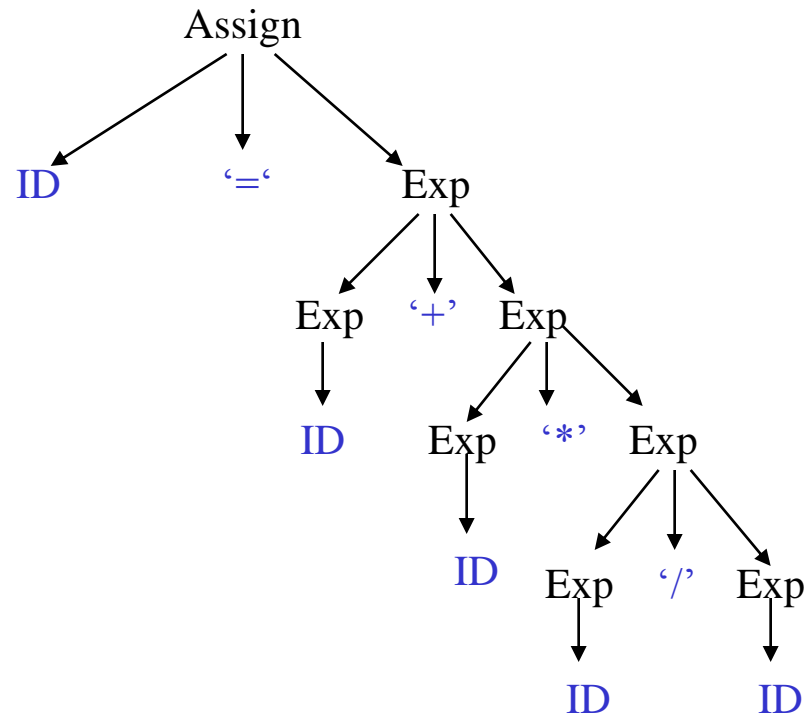 Assign
ID ‘=‘ Exp
Exp ‘+’ Exp
ID Exp ‘*’ Exp
ID Exp ‘/’ Exp
ID ID